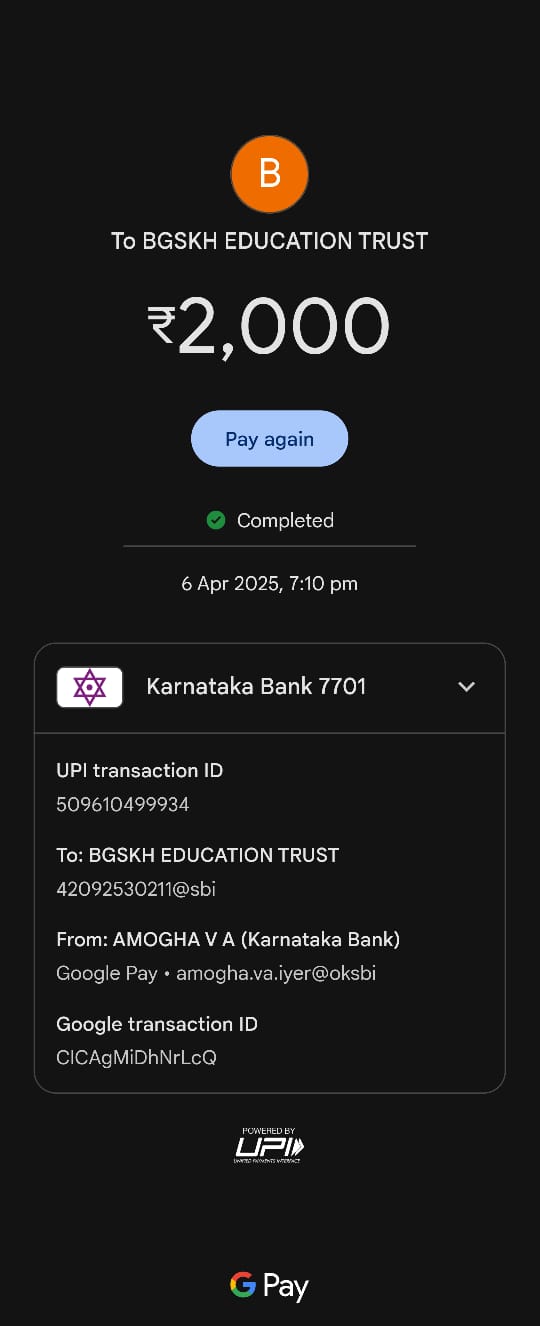 B
To BGSKH EDUCATION TRUST
₹2,000
Pay again
Completed
6 Apr 2025, 7:10 pm
Karnataka Bank 7701
UPI transaction ID
509610499934
To: BGSKH EDUCATION TRUST
42092530211@sbi
From: AMOGHA V A (Karnataka Bank)
Google Pay • amogha.va.iyer@oksbi
Google transaction ID
CICAgMiDhNrLcQ
POWERED BY
UPI
UNIFIED PAYMENTS INTERFACE
G Pay